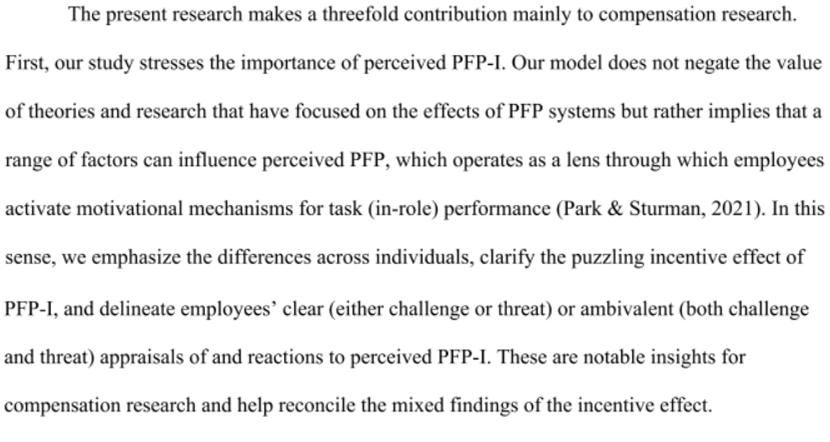 The present research makes a threefold contribution mainly to compensation research.
First, our study stresses the importance of perceived PFP-I. Our model does not negate the value
of theories and research that have focused on the effects of PFP systems but rather implies that a
range of factors can influence perceived PFP, which operates as a lens through which employees
activate motivational mechanisms for task (in-role) performance (Park & Sturman, 2021). In this
sense, we emphasize the differences across individuals, clarify the puzzling incentive effect of
PFP-I, and delineate employees’ clear (either challenge or threat) or ambivalent (both challenge
and threat) appraisals of and reactions to perceived PFP-I. These are notable insights for
compensation research and help reconcile the mixed findings of the incentive effect.